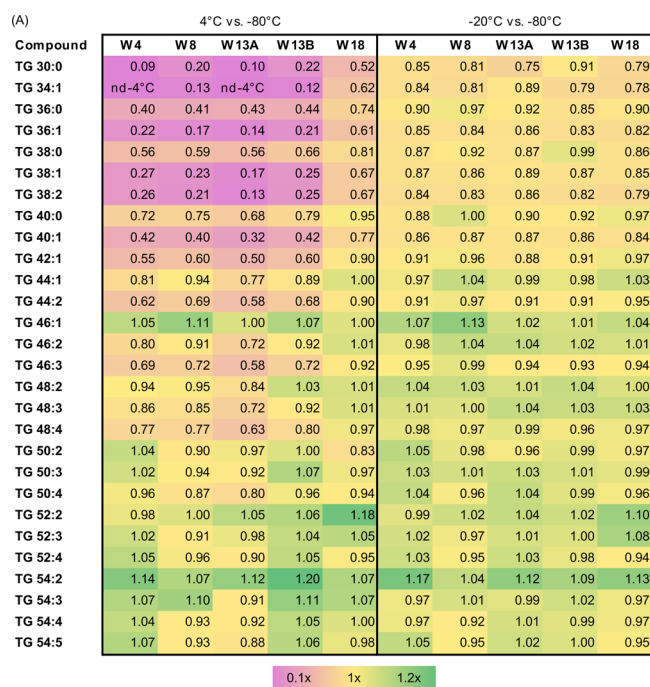 (A)
4°C vs. -80°C -20°C vs. -80°C
Compound W4 W8 W13A W13B W18 W4 W8 W13A W13B W18
TG 30:0 0.09 0.20 0.10 0.22 0.52 0.85 0.81 0.75 0.91 0.79
TG 34:1 nd-4°C 0.13 nd-4°C 0.12 0.62 0.84 0.81 0.89 0.79 0.78
TG 36:0 0.40 0.41 0.43 0.44 0.74 0.90 0.97 0.92 0.85 0.90
TG 36:1 0.22 0.17 0.14 0.21 0.61 0.85 0.84 0.86 0.83 0.82
TG 38:0 0.56 0.59 0.56 0.66 0.81 0.87 0.92 0.87 0.99 0.86
TG 38:1 0.27 0.23 0.17 0.25 0.67 0.87 0.86 0.89 0.87 0.85
TG 38:2 0.26 0.21 0.13 0.25 0.67 0.84 0.83 0.86 0.82 0.79
TG 40:0 0.72 0.75 0.68 0.79 0.95 0.88 1.00 0.90 0.92 0.97
TG 40:1 0.42 0.40 0.32 0.42 0.77 0.86 0.87 0.87 0.86 0.84
TG 42:1 0.55 0.60 0.50 0.60 0.90 0.91 0.96 0.88 0.91 0.97
TG 44:1 0.81 0.94 0.77 0.89 1.00 0.97 1.04 0.99 0.98 1.03
TG 44:2 0.62 0.69 0.58 0.68 0.90 0.91 0.97 0.91 0.91 0.95
TG 46:1 1.05 1.11 1.00 1.07 1.00 1.07 1.13 1.02 1.01 1.04
TG 46:2 0.80 0.91 0.72 0.92 1.01 0.98 1.04 1.04 1.02 1.01
TG 46:3 0.69 0.72 0.58 0.72 0.92 0.95 0.99 0.94 0.93 0.94
TG 48:2 0.94 0.95 0.84 1.03 1.01 1.04 1.03 1.01 1.04 1.00
TG 48:3 0.86 0.85 0.72 0.92 1.01 1.01 1.00 1.04 1.03 1.03
TG 48:4 0.77 0.77 0.63 0.80 0.97 0.98 0.97 0.99 0.96 0.97
TG 50:2 1.04 0.90 0.97 1.00 0.83 1.05 0.98 0.96 0.99 0.97
TG 50:3 1.02 0.94 0.92 1.07 0.97 1.03 1.01 1.03 1.01 0.99
TG 50:4 0.96 0.87 0.80 0.96 0.94 1.04 0.96 1.04 0.99 0.96
TG 52:2 0.98 1.00 1.05 1.06 1.18 0.99 1.02 1.04 1.02 1.10
TG 52:3 1.02 0.91 0.98 1.04 1.05 1.02 0.97 1.01 1.00 1.08
TG 52:4 1.05 0.96 0.90 1.05 0.95 1.03 0.95 1.03 0.98 0.94
TG 54:2 1.14 1.07 1.12 1.20 1.07 1.17 1.04 1.12 1.09 1.13
TG 54:3 1.07 1.10 0.91 1.11 1.07 0.97 1.01 0.99 1.02 0.97
TG 54:4 1.04 0.93 0.92 1.05 1.00 0.97 0.92 1.01 0.99 0.97
TG 54:5 1.07 0.93 0.88 1.06 0.98 1.05 0.95 1.02 1.00 0.95
0.1x 1x 1.2x